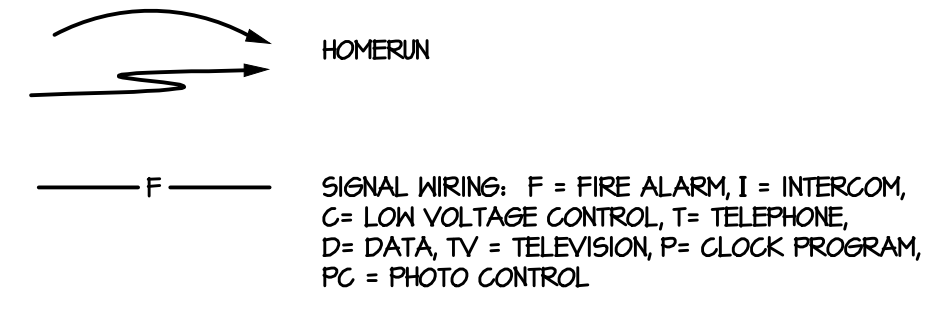 HOMERUN
F
SIGNAL WIRING: F = FIRE ALARM, I = INTERCOM,
C= LOW VOLTAGE CONTROL, T= TELEPHONE,
D= DATA, TV = TELEVISION, P= CLOCK PROGRAM,
PC = PHOTO CONTROL